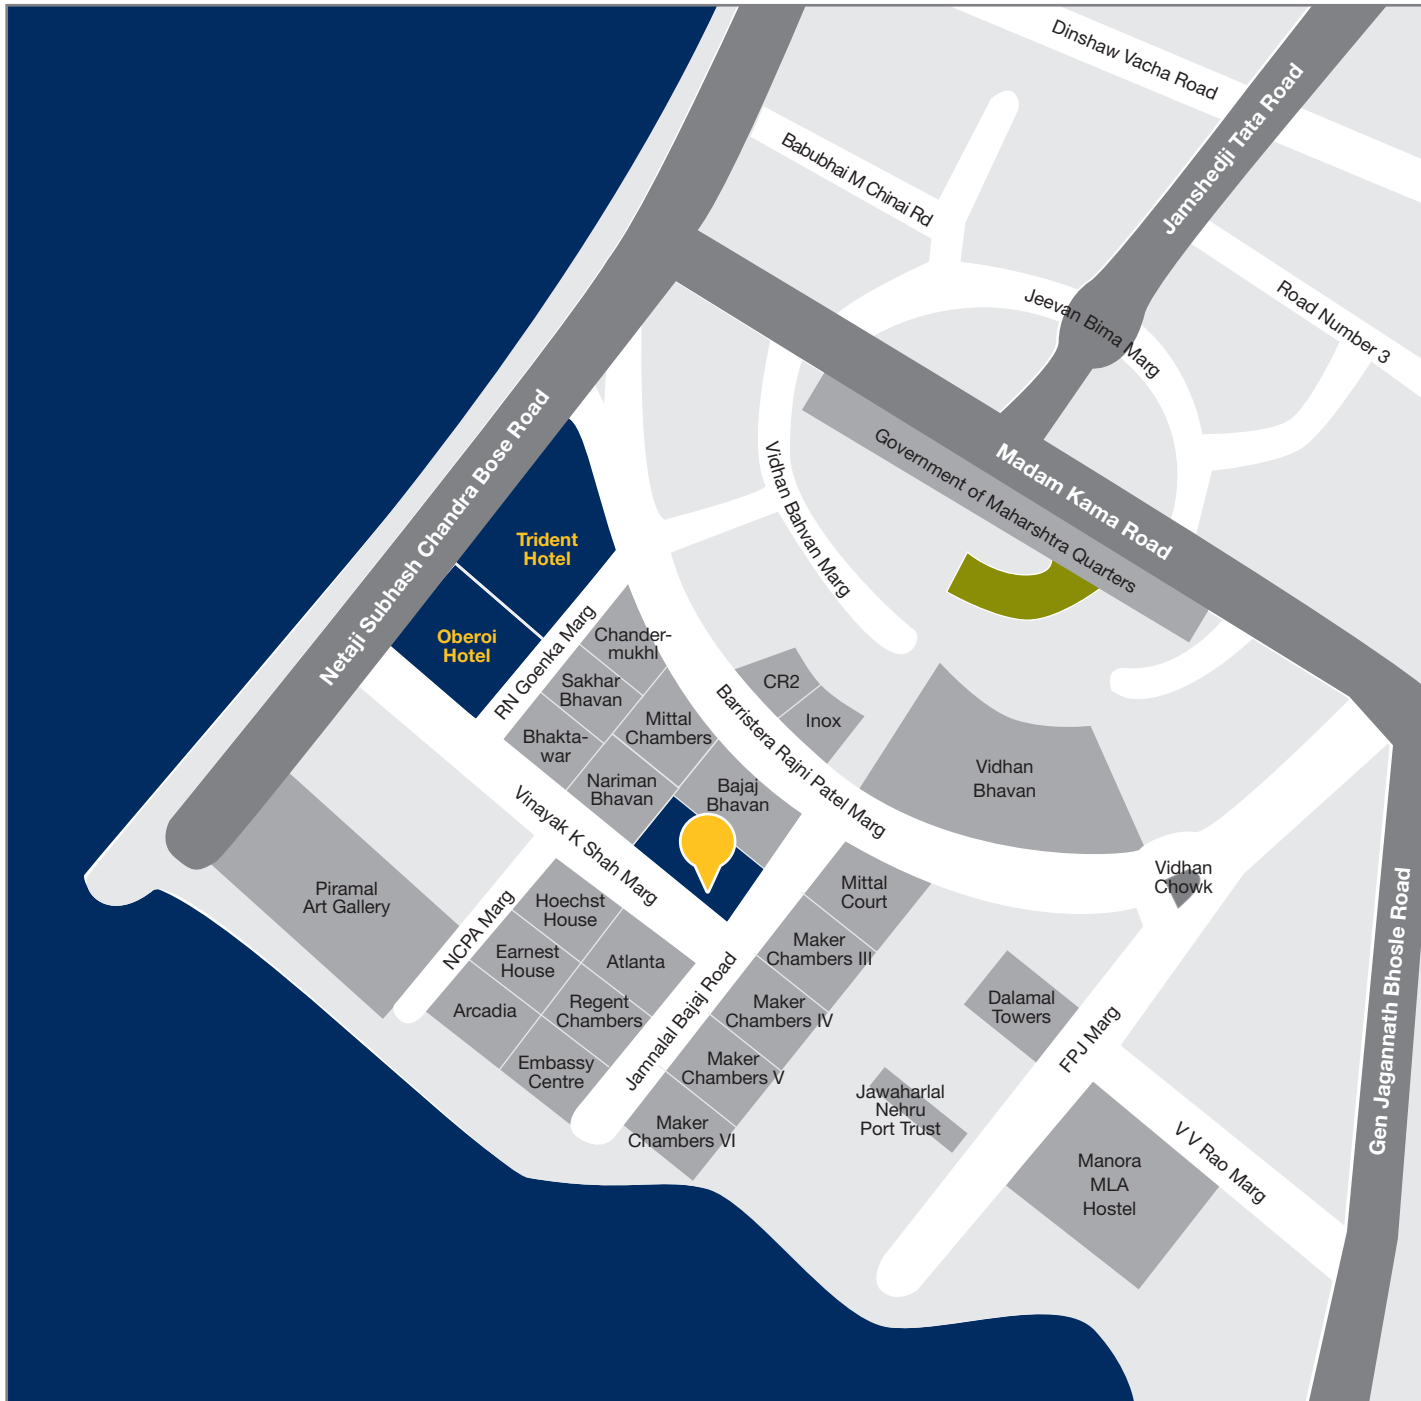 Dinshaw Vacha Road
Jamshedji Tata Road
Babubhai M Chinai Rd
Jeevan Bima Marg
Road Number 3
Netaji Subhash Chandra Bose Road
Madam Kama Road
Government of Maharshtra Quarters
Vidhan Bahvan Marg
Trident
Hotel
Oberoi
Hotel
RN Goenka Marg
Chander-
mukhl
Sakhar
Bhavan
Mittal
Chambers
Bhakta-
war
Nariman
Bhavan
Bajaj
Bhavan
CR2
Inox
Barristera Rajni Patel Marg
Vidhan
Bhavan
Vinayak K Shah Marg
Vidhan
Chowk
Piramal
Art Gallery
NCPA Marg
Hoechst
House
Earnest
House
Atlanta
Arcadia
Regent
Chambers
Embassy
Centre
Jamnalal Bajaj Road
Mittal
Court
Maker
Chambers III
Maker
Chambers IV
Maker
Chambers V
Maker
Chambers VI
Dalamal
Towers
FPJ Marg
Jawaharlal
Nehru
Port Trust
Manora
MLA
Hostel
V V Rao Marg
Gen Jagannath Bhosle Road